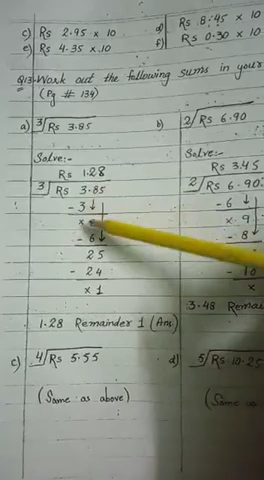 c) Rs 2.95 x 10
d) Rs 8.45 x 10
e) Rs 4.35 x 10
f) Rs 0.30 x 10
Q13:- Work out the following sums in your
(Pg # 134)
a) 3 Rs 3.85
Solve:-
Rs 1.28
3 Rs 3.85
- 3 ↓
x
- 6 ↓
25
- 24
x 1
1.28 Remainder 1 (Ans)
b) 2 Rs 6.90
Solve:-
Rs 3.45
2 Rs 6.90
- 6 ↓
x 9
- 8 ↓
- 10
x
3.48 Remai
c) 4 Rs 5.55
(Same as above)
d) 5 Rs 10.25
(Same as